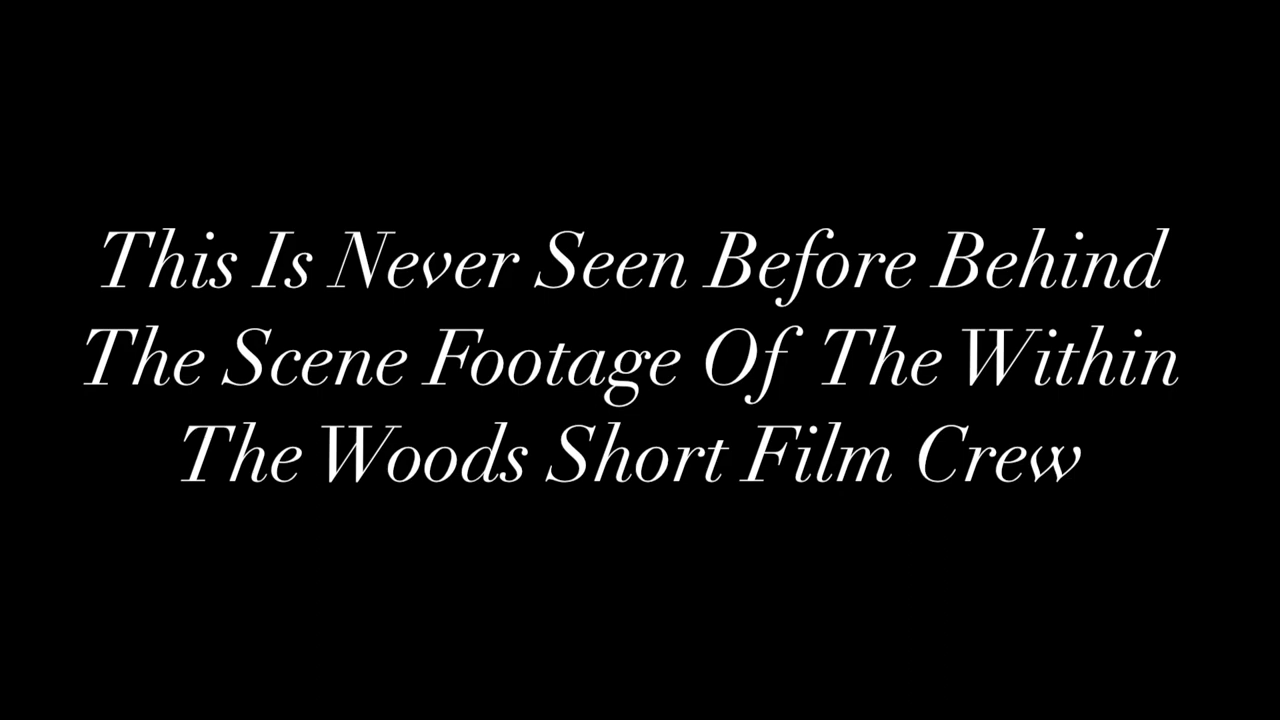 This Is Never Seen Before Behind
The Scene Footage Of The Within
The Woods Short Film Crew